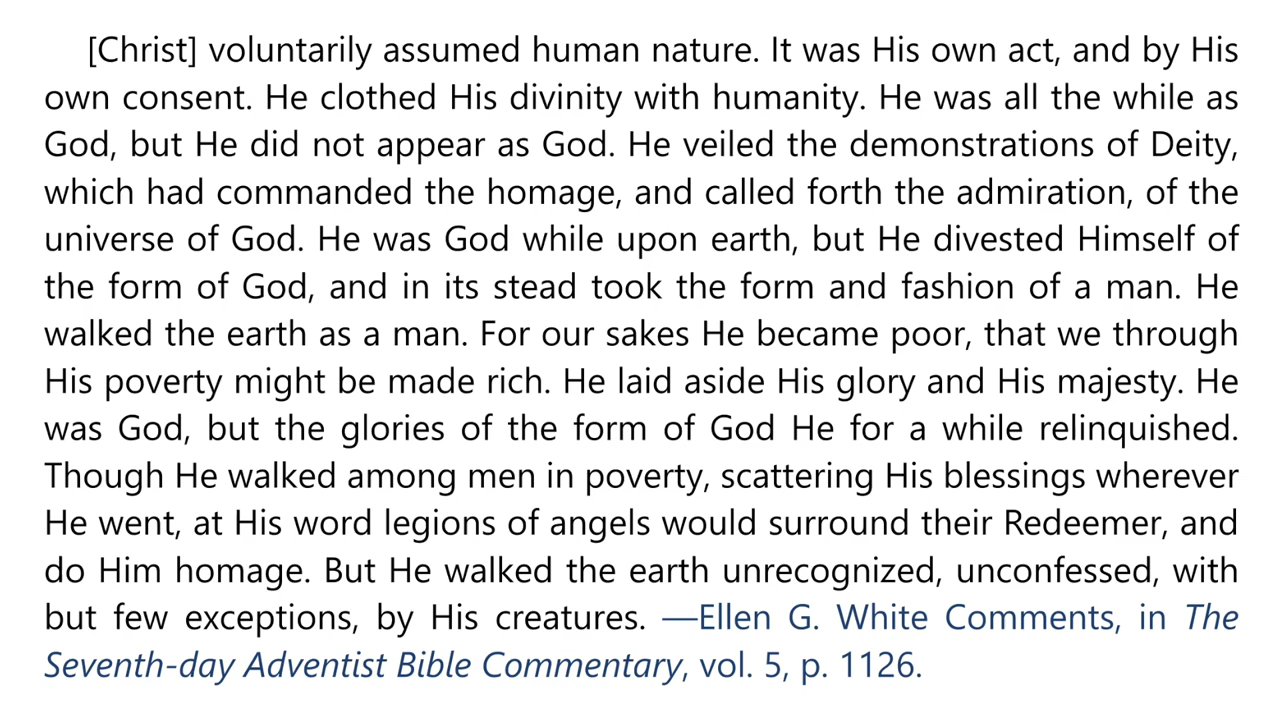 [Christ] voluntarily assumed human nature. It was His own act, and by His
own consent. He clothed His divinity with humanity. He was all the while as
God, but He did not appear as God. He veiled the demonstrations of Deity,
which had commanded the homage, and called forth the admiration, of the
universe of God. He was God while upon earth, but He divested Himself of
the form of God, and in its stead took the form and fashion of a man. He
walked the earth as a man. For our sakes He became poor, that we through
His poverty might be made rich. He laid aside His glory and His majesty. He
was God, but the glories of the form of God He for a while relinquished.
Though He walked among men in poverty, scattering His blessings wherever
He went, at His word legions of angels would surround their Redeemer, and
do Him homage. But He walked the earth unrecognized, unconfessed, with
but few exceptions, by His creatures. —Ellen G. White Comments, in The
Seventh-day Adventist Bible Commentary, vol. 5, p. 1126.